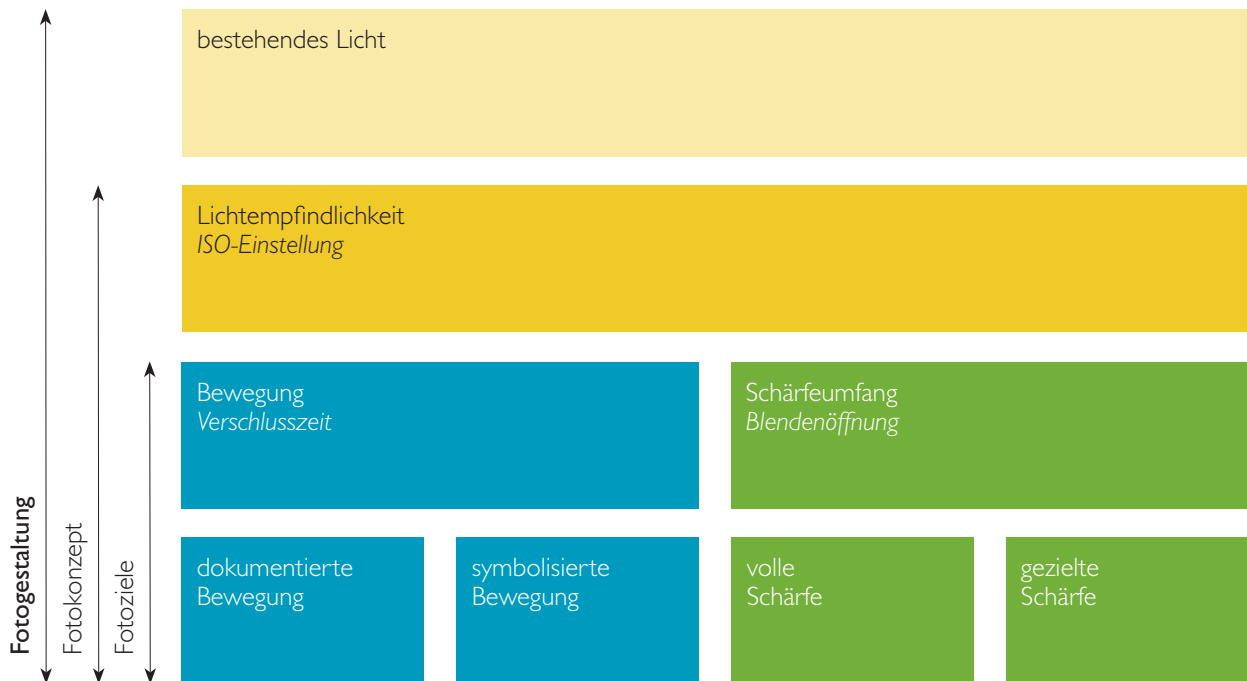 bestehendes Licht
Lichtempfindlichkeit
ISO-Einstellung
Bewegung
Verschlusszeit
Schärfeumfang
Blendenöffnung
dokumentierte
Bewegung
symbolisierte
Bewegung
volle
Schärfe
gezielte
Schärfe
Fotogestaltung
Fotokonzept
Fotoziele